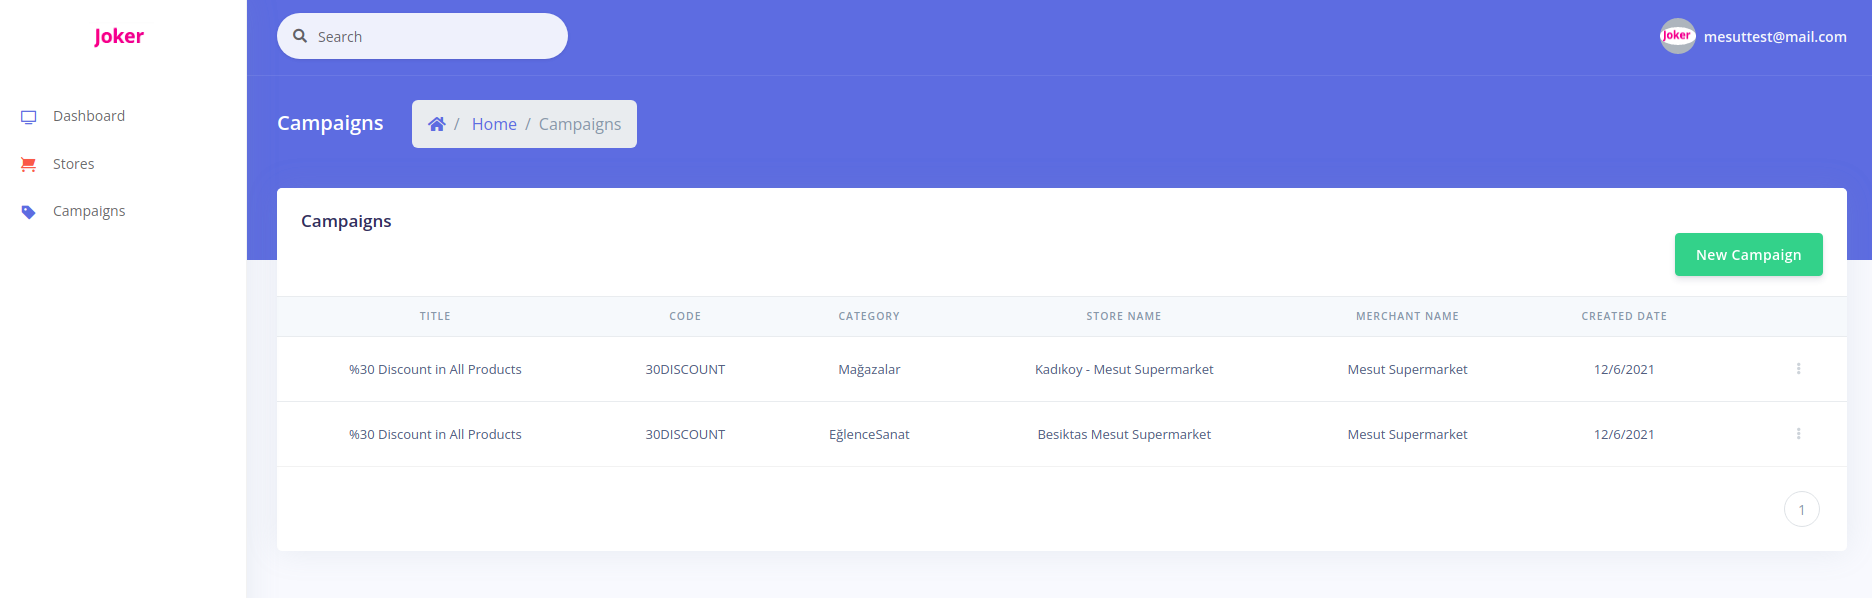 Joker
Search
Joker
mesuttest@mail.com
Dashboard
Stores
Campaigns
Campaigns
/ Home / Campaigns
Campaigns
New Campaign
TITLE CODE CATEGORY STORE NAME MERCHANT NAME CREATED DATE
%30 Discount in All Products 30DISCOUNT Mağazalar Kadıkoy - Mesut Supermarket Mesut Supermarket 12/6/2021
%30 Discount in All Products 30DISCOUNT EğlenceSanat Besiktas Mesut Supermarket Mesut Supermarket 12/6/2021
1